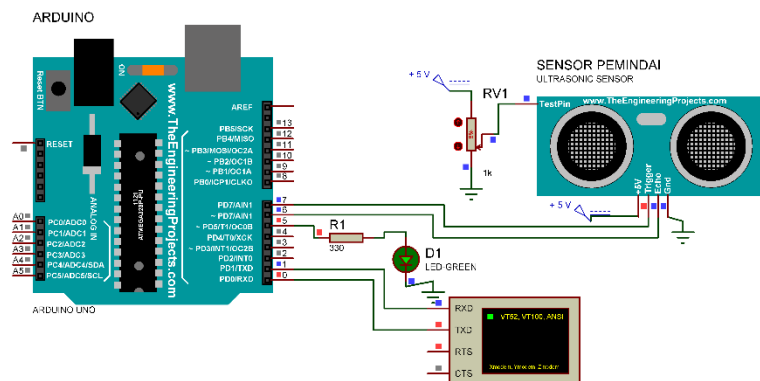 ARDUINO
Reset BTN
ON
www.TheEngineeringProjects.com
AREF
PB5/SCK 13
PB4/MISO 12
~ PB3/MOSI/OC2A 11
~ PB2/OC1B 10
~ PB1/OC1A 9
PB0/ICP1/CLKO 8
RESET
ANALOG IN
1121
PD7/AIN1 7
~ PD7/AIN1 6
~ PD5/T1/OC0B 5
PD4/T0/XCK 4
~ PD3/INT1/OC2B 3
PD2/INT0 2
PD1/TXD 1
PD0/RXD 0
A0 PC0/ADC0
A1 PC1/ADC1
A2 PC2/ADC2
A3 PC3/ADC3
A4 PC4/ADC4/SDA
A5 PC5/ADC5/SCL
ARDUINO UNO
R1
330
D1
LED-GREEN
+ 5 V
RV1
1k
SENSOR PEMINDAI
ULTRASONIC SENSOR
TestPin
www.TheEngineeringProjects.com
+5V
Trigger
Echo
Gnd
+ 5 V
RXD
TXD
RTS
CTS
VT52, VT100, ANSI
Xmodem, Ymodem, Zmodem